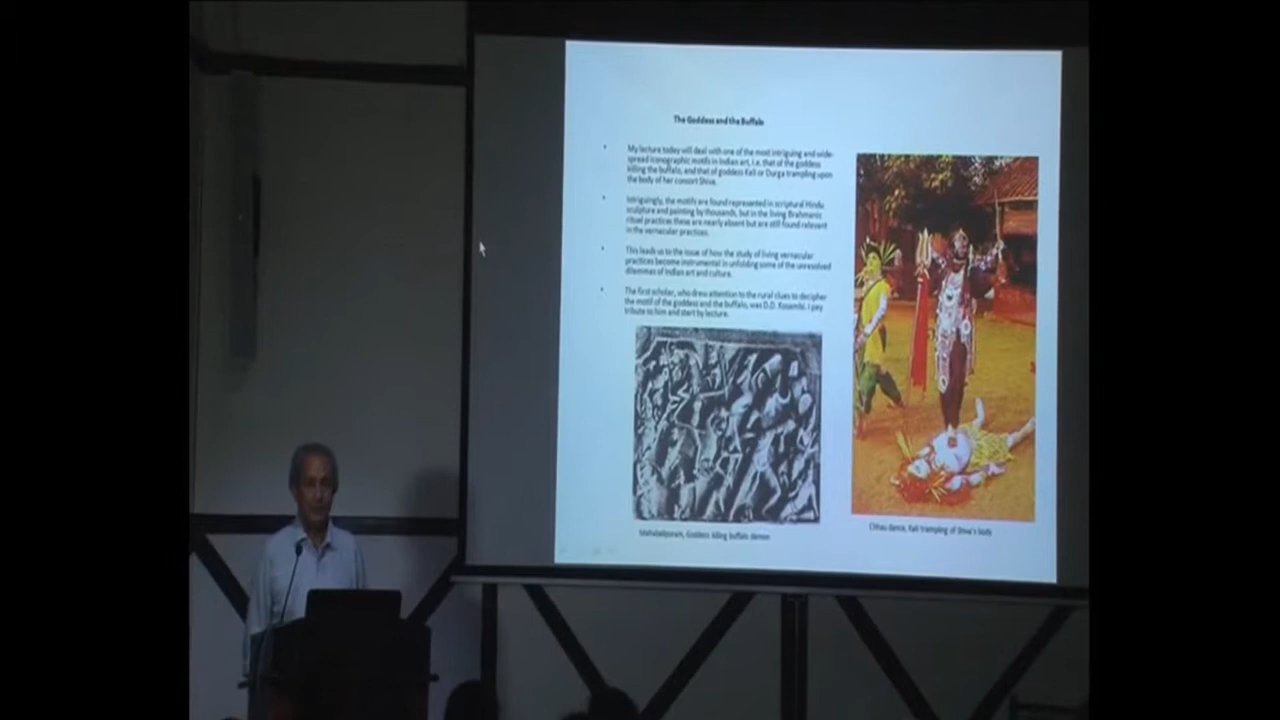 The Goddess and the Buffalo
• My lecture today will deal with one of the most intriguing and wide-
spread iconographic motifs in Indian art, i.e. that of the goddess
killing the buffalo, and that of goddess Kali or Durga trampling upon
the body of her consort Shiva.
• Intriguingly, the motifs are found represented in scriptural Hindu
sculpture and painting by thousands, but in the living Brahmanic
ritual practices these are nearly absent but are still found relevant
in the vernacular practices.
• This leads us to the issue of how the study of living vernacular
practices become instrumental in unfolding some of the unresolved
dilemmas of Indian art and culture.
• The first scholar, who drew attention to the rural clues to decipher
the motif of the goddess and the buffalo, was D.D. Kosambi. I pay
tribute to him and start by lecture.
Mahabalipuram, Goddess killing buffalo demon
Chhau dance, Kali trampling of Shiva's body